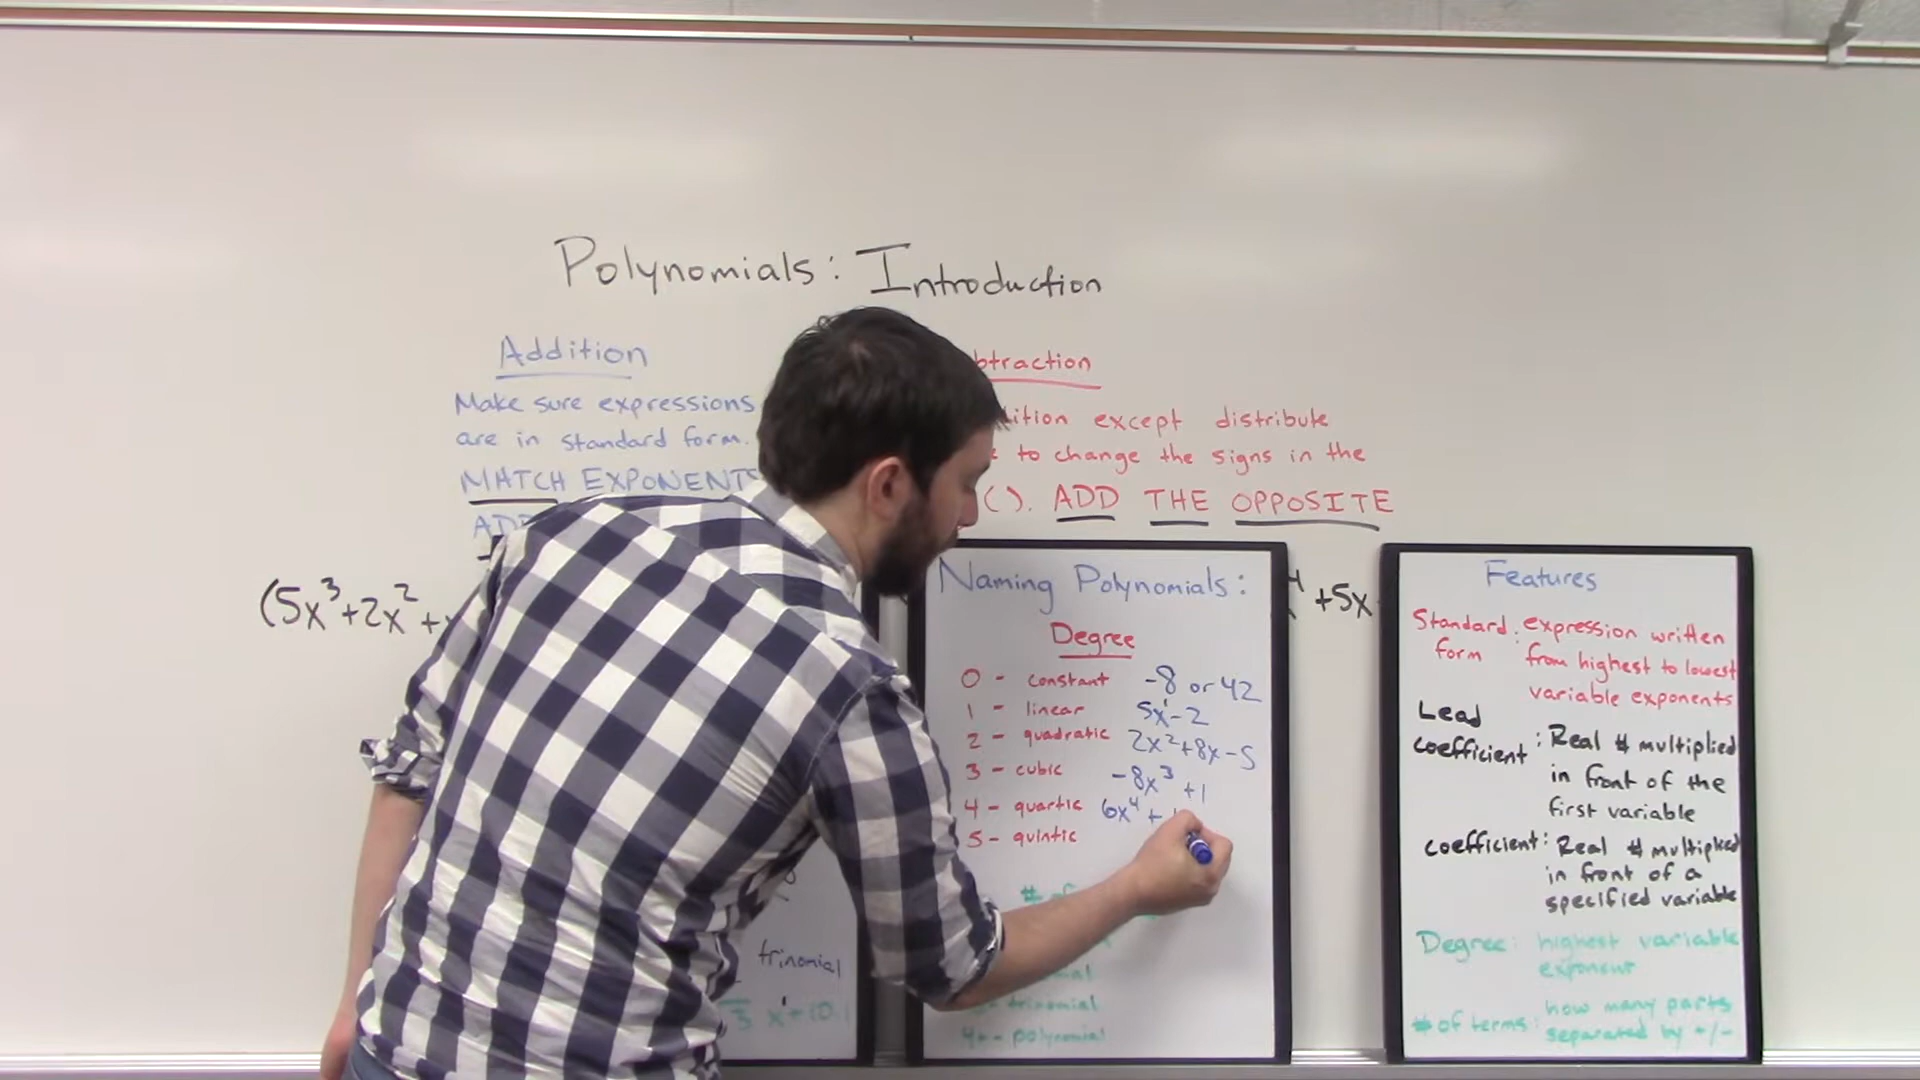 Polynomials: Introduction
Addition
Make sure expressions
are in standard form.
MATCH EXPONENTS
except distribute
to change the signs in the
( ). ADD THE OPPOSITE
(5x³+2x²+
+5x
trinomial
Naming Polynomials:
Degree
0 - constant -8 or 42
1 - linear 5x¹-2
2 - quadratic 2x²+8x-5
3 - cubic -8x³ +1
4 - quartic 6x⁴ +
5 - quintic
# of
trinomial
4+ - polynomial
Features
Standard form: expression written
from highest to lowest
variable exponents
Lead coefficient: Real # multiplied
in front of the
first variable
coefficient: Real # multiplied
in front of a
specified variable
Degree: highest variable
exponent
# of terms: how many parts
separated by +/-